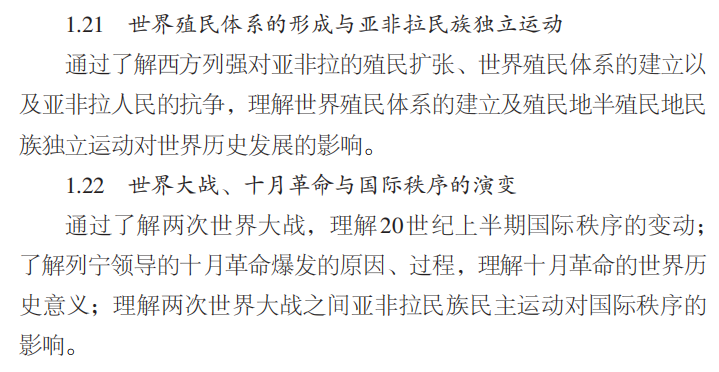 1.21 世界殖民体系的形成与亚非拉民族独立运动
通过了解西方列强对亚非拉的殖民扩张、世界殖民体系的建立以
及亚非拉人民的抗争，理解世界殖民体系的建立及殖民地半殖民地民
族独立运动对世界历史发展的影响。
1.22 世界大战、十月革命与国际秩序的演变
通过了解两次世界大战，理解20世纪上半期国际秩序的变动；
了解列宁领导的十月革命爆发的原因、过程，理解十月革命的世界历
史意义；理解两次世界大战之间亚非拉民族民主运动对国际秩序的
影响。